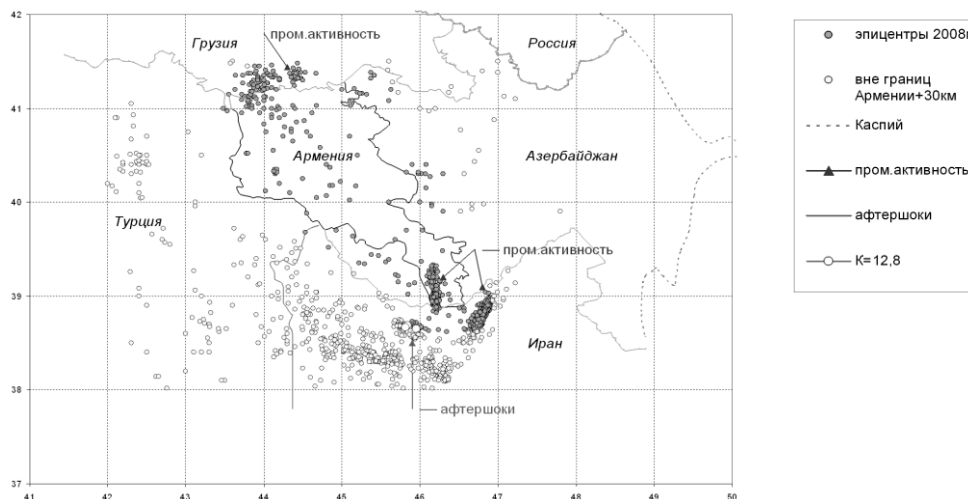 42
41
40
39
38
37
41
42
43
44
45
46
47
48
49
50
Грузия
пром.активность
Россия
Армения
Азербайджан
Турция
пром.активность
Иран
афтершоки
эпицентры 2008г
вне границ
Армении+30км
Каспий
пром.активность
афтершоки
К=12,8